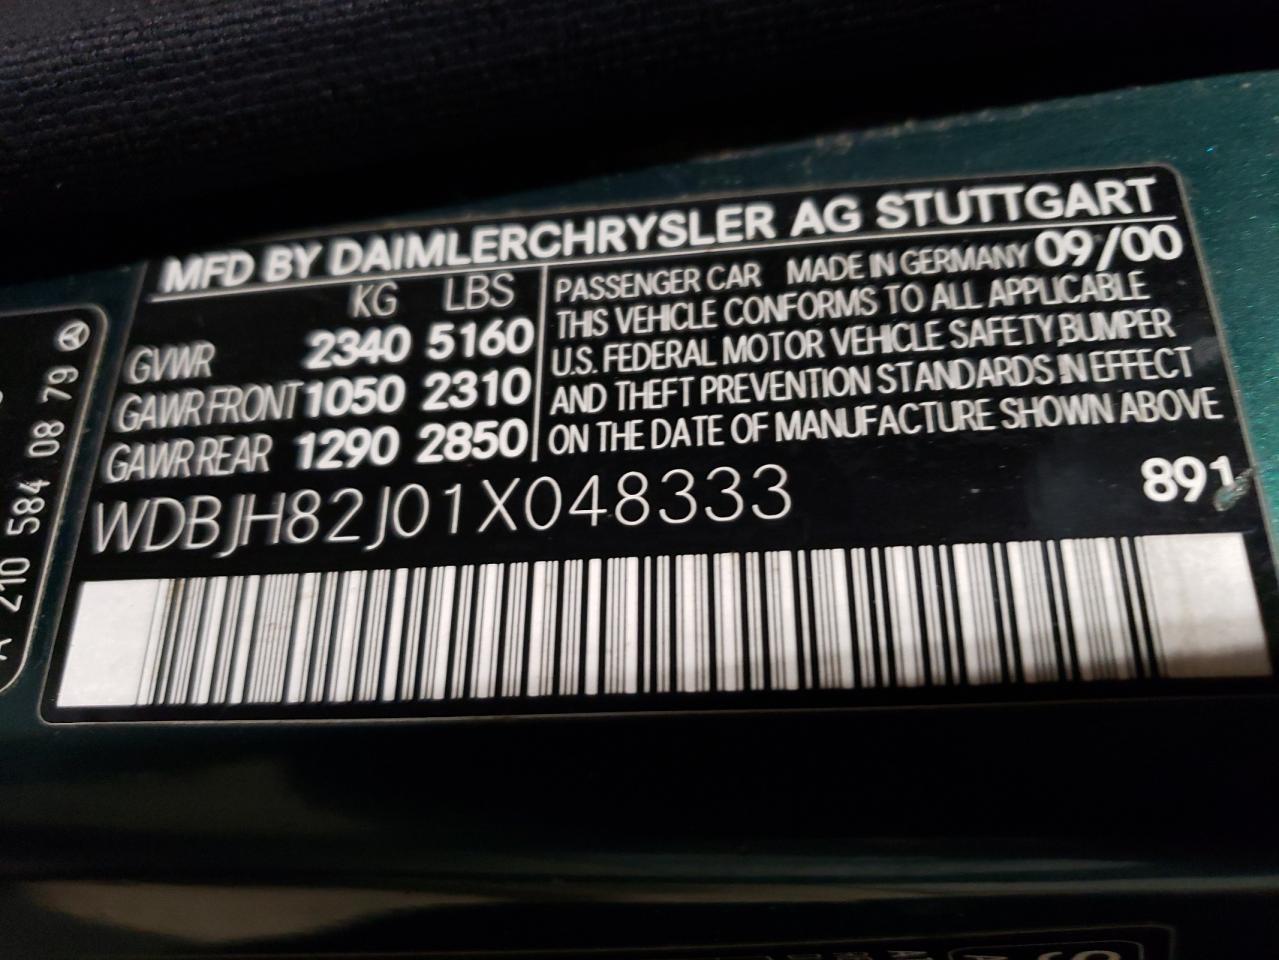 MFD BY DAIMLERCHRYSLER AG STUTTGART
KG LBS
GVWR 2340 5160
GAWR FRONT 1050 2310
GAWR REAR 1290 2850
PASSENGER CAR MADE IN GERMANY 09/00
THIS VEHICLE CONFORMS TO ALL APPLICABLE
U.S. FEDERAL MOTOR VEHICLE SAFETY,BUMPER
AND THEFT PREVENTION STANDARDS IN EFFECT
ON THE DATE OF MANUFACTURE SHOWN ABOVE
WDBJH82J01X048333
891
A 210 584 08 79